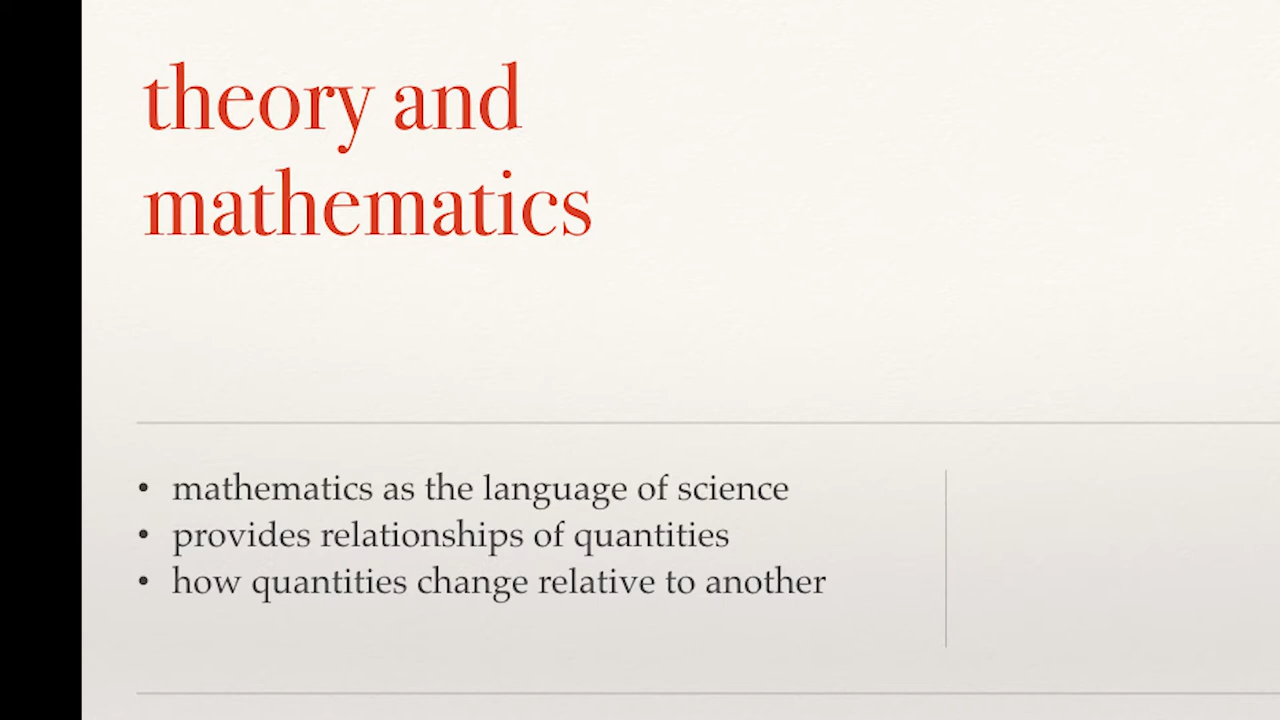 theory and
mathematics
• mathematics as the language of science
• provides relationships of quantities
• how quantities change relative to another